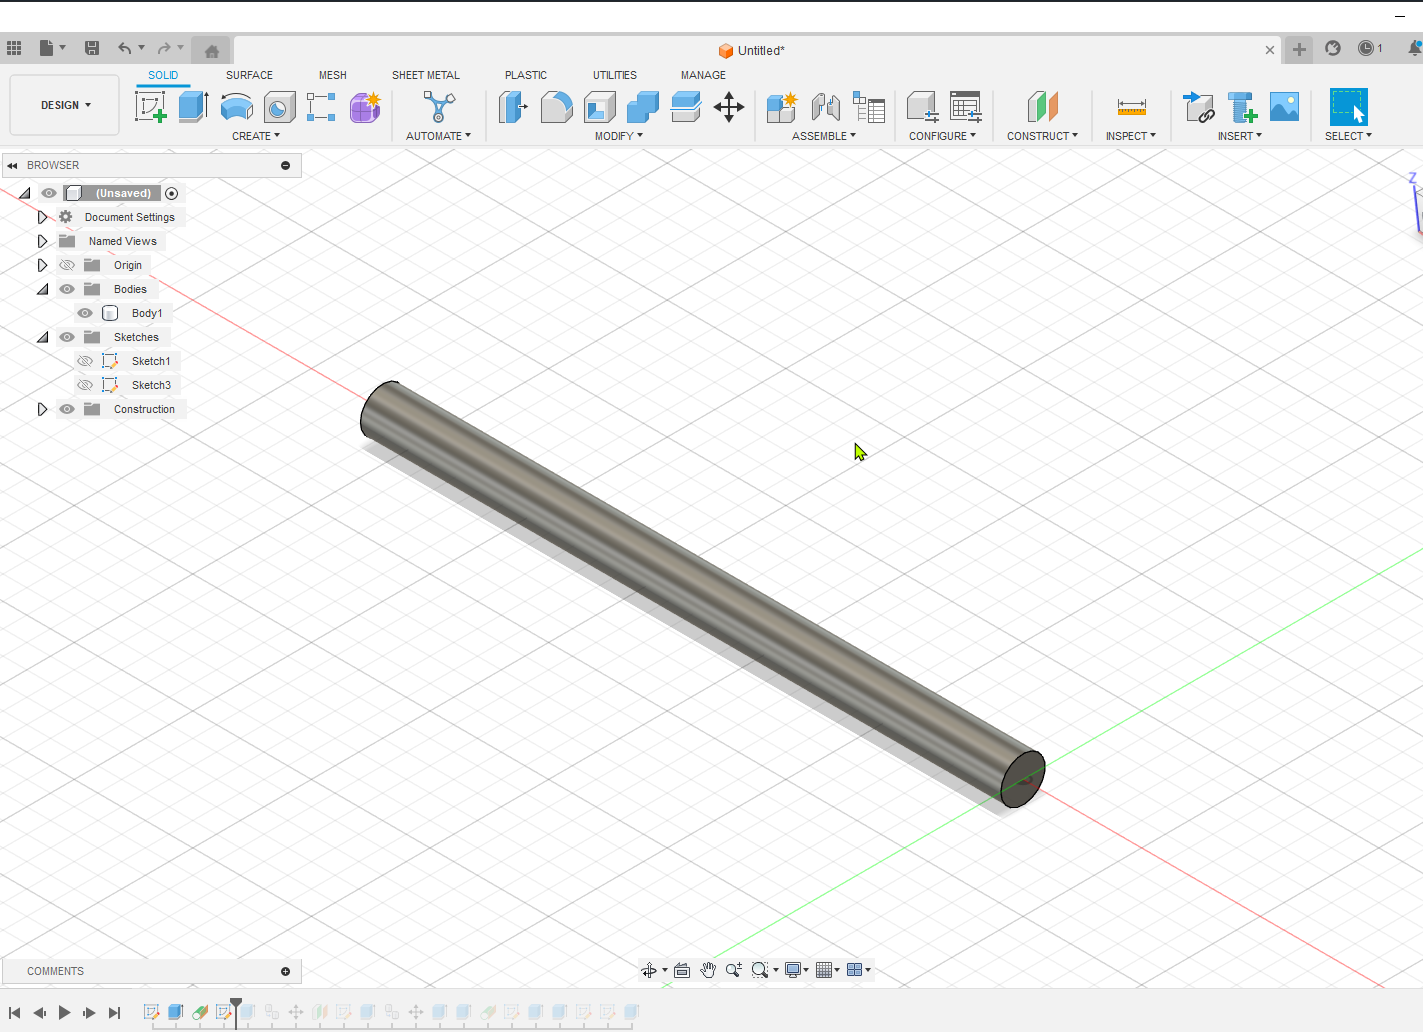 Untitled*
1
DESIGN
SOLID
SURFACE
MESH
SHEET METAL
PLASTIC
UTILITIES
MANAGE
CREATE
AUTOMATE
MODIFY
ASSEMBLE
CONFIGURE
CONSTRUCT
INSPECT
INSERT
SELECT
BROWSER
(Unsaved)
Document Settings
Named Views
Origin
Bodies
Body1
Sketches
Sketch1
Sketch3
Construction
Z
COMMENTS